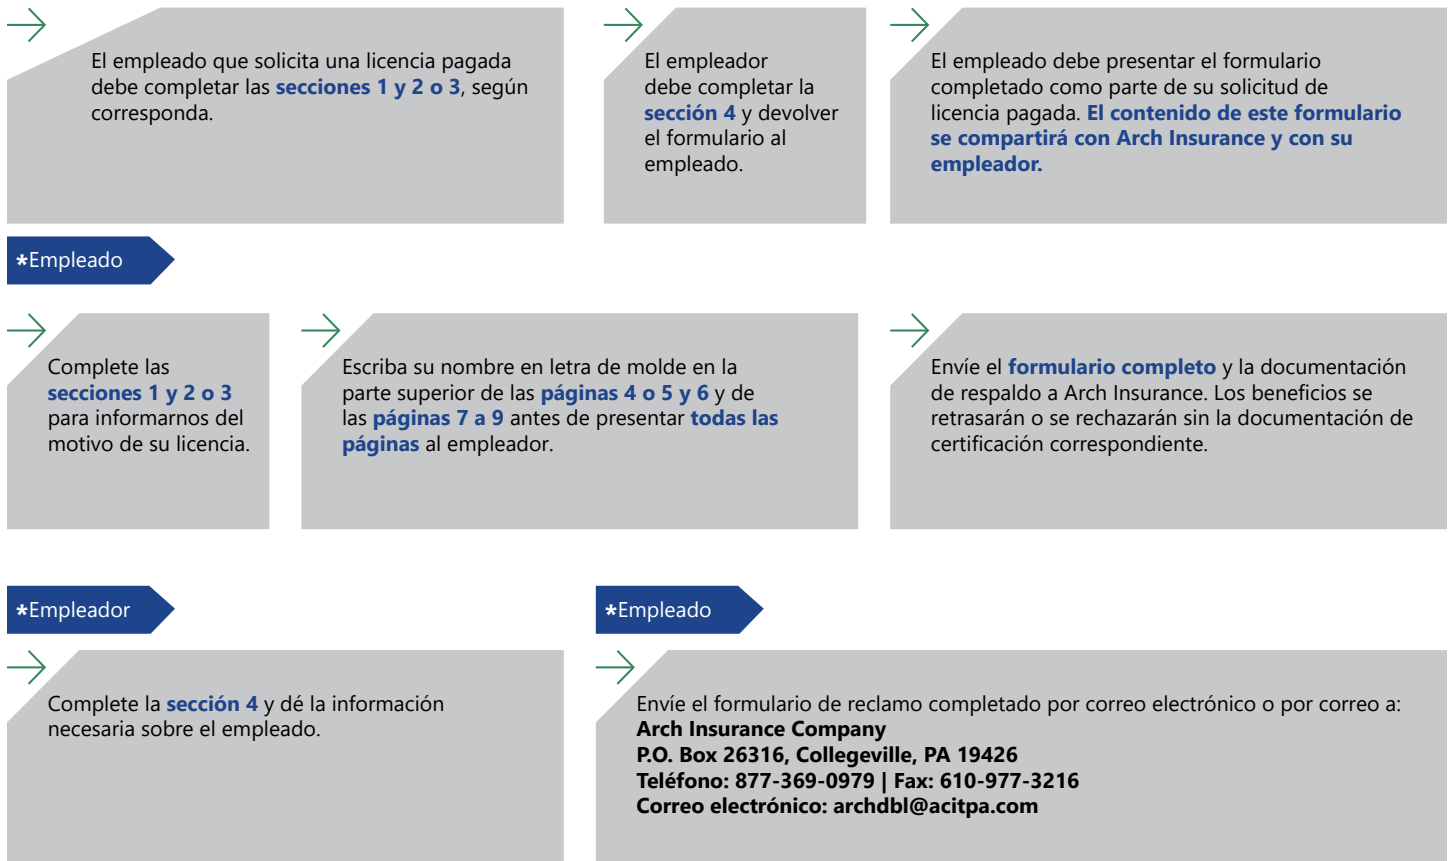 El empleado que solicita una licencia pagada
debe completar las secciones 1 y 2 o 3, según
corresponda.
El empleador
debe completar la
sección 4 y devolver
el formulario al
empleado.
El empleado debe presentar el formulario
completado como parte de su solicitud de
licencia pagada. El contenido de este formulario
se compartirá con Arch Insurance y con su
empleador.
*Empleado
Complete las
secciones 1 y 2 o 3
para informarnos del
motivo de su licencia.
Escriba su nombre en letra de molde en la
parte superior de las páginas 4 o 5 y 6 y de
las páginas 7 a 9 antes de presentar todas las
páginas al empleador.
Envíe el formulario completo y la documentación
de respaldo a Arch Insurance. Los beneficios se
retrasarán o se rechazarán sin la documentación de
certificación correspondiente.
*Empleador
Complete la sección 4 y dé la información
necesaria sobre el empleado.
*Empleado
Envíe el formulario de reclamo completado por correo electrónico o por correo a:
Arch Insurance Company
P.O. Box 26316, Collegeville, PA 19426
Teléfono: 877-369-0979 | Fax: 610-977-3216
Correo electrónico: archdbl@acitpa.com